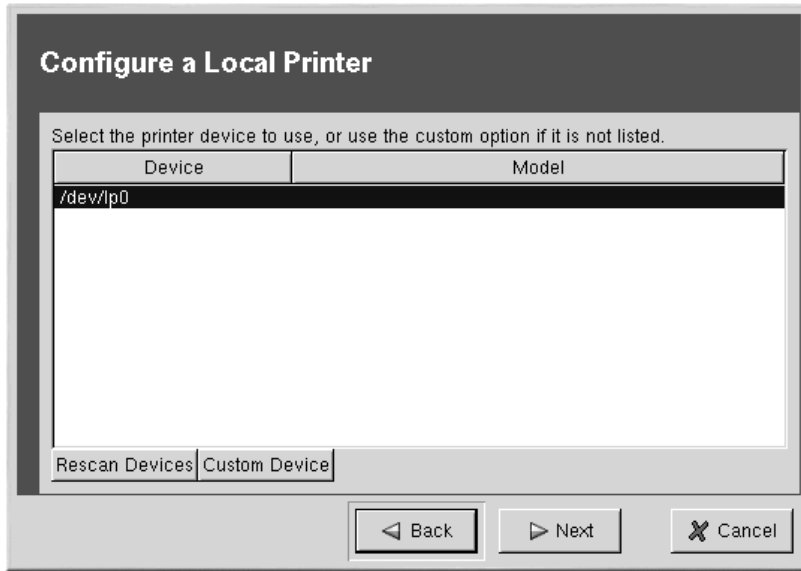 Configure a Local Printer
Select the printer device to use, or use the custom option if it is not listed.
Device Model
/dev/lp0
Rescan Devices Custom Device
Back Next Cancel